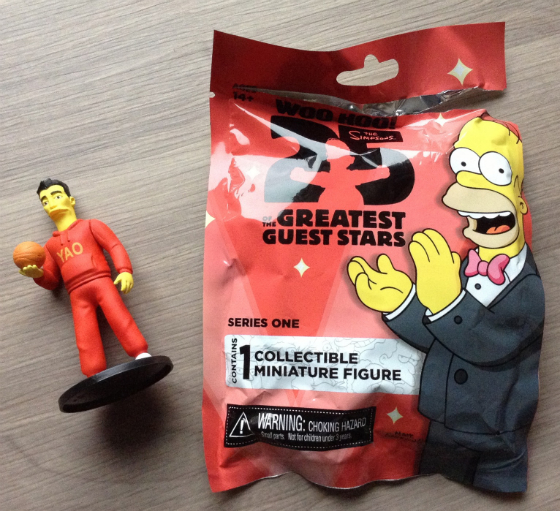 14+
WOO HOO!
25
THE
SIMPSONS
OF THE GREATEST
GUEST STARS
YAO
SERIES ONE
CONTAINS 1 COLLECTIBLE
MINIATURE FIGURE
WARNING: CHOKING HAZARD
Small parts. Not for children under 3 years.